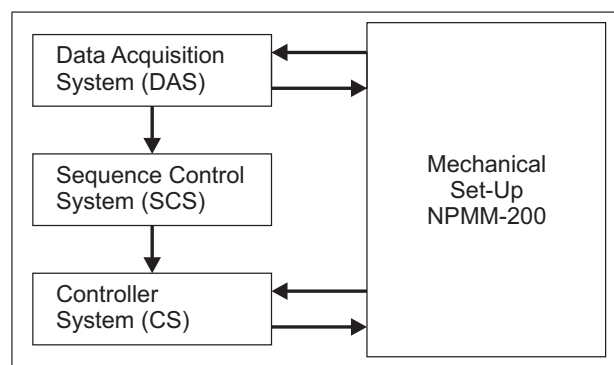 Data Acquisition
System (DAS)
Sequence Control
System (SCS)
Controller
System (CS)
Mechanical
Set-Up
NPMM-200